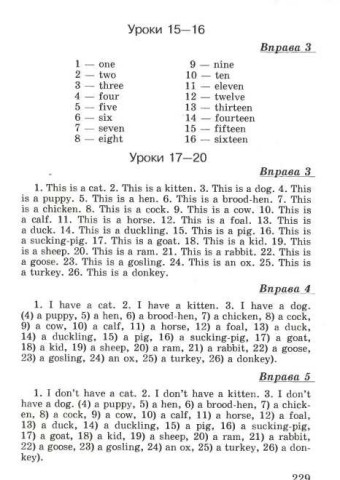 Уроки 15—16
Вправа 3
1 — one 9 — nine
2 — two 10 — ten
3 — three 11 — eleven
4 — four 12 — twelve
5 — five 13 — thirteen
6 — six 14 — fourteen
7 — seven 15 — fifteen
8 — eight 16 — sixteen
Уроки 17—20
Вправа 3
1. This is a cat. 2. This is a kitten. 3. This is a dog. 4. This
is a puppy. 5. This is a hen. 6. This is a brood-hen. 7. This
is a chicken. 8. This is a cock. 9. This is a cow. 10. This is
a calf. 11. This is a horse. 12. This is a foal. 13. This is
a duck. 14. This is a duckling. 15. This is a pig. 16. This is
a sucking-pig. 17. This is a goat. 18. This is a kid. 19. This
is a sheep. 20. This is a ram. 21. This is a rabbit. 22. This is
a goose. 23. This is a gosling. 24. This is an ox. 25. This is
a turkey. 26. This is a donkey.
Вправа 4
1. I have a cat. 2. I have a kitten. 3. I have a dog.
(4) a puppy, 5) a hen, 6) a brood-hen, 7) a chicken, 8) a cock,
9) a cow, 10) a calf, 11) a horse, 12) a foal, 13) a duck,
14) a duckling, 15) a pig, 16) a sucking-pig, 17) a goat,
18) a kid, 19) a sheep, 20) a ram, 21) a rabbit, 22) a goose,
23) a gosling, 24) an ox, 25) a turkey, 26) a donkey).
Вправа 5
1. I don't have a cat. 2. I don't have a kitten. 3. I don't
have a dog. (4) a puppy, 5) a hen, 6) a brood-hen, 7) a chick-
en, 8) a cock, 9) a cow, 10) a calf, 11) a horse, 12) a foal,
13) a duck, 14) a duckling, 15) a pig, 16) a sucking-pig,
17) a goat, 18) a kid, 19) a sheep, 20) a ram, 21) a rabbit,
22) a goose, 23) a gosling, 24) an ox, 25) a turkey, 26) a don-
key).
229